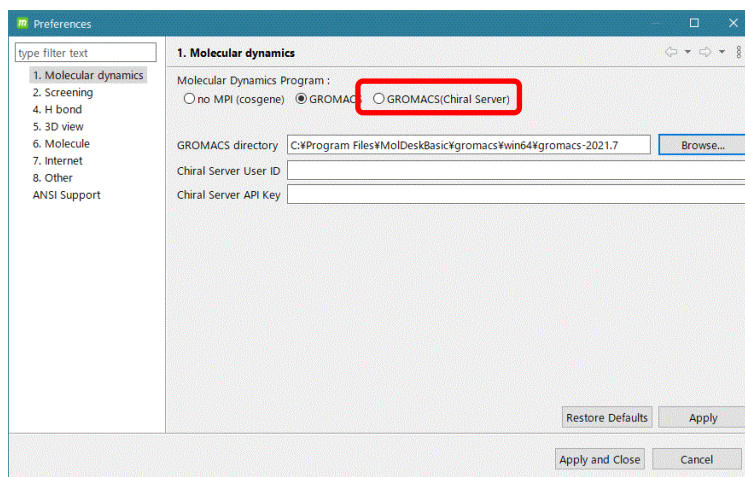 Preferences
type filter text
1. Molecular dynamics
2. Screening
4. H bond
5. 3D view
6. Molecule
7. Internet
8. Other
ANSI Support
1. Molecular dynamics
Molecular Dynamics Program :
no MPI (cosgene) GROMACS GROMACS(Chiral Server)
GROMACS directory C:¥Program Files¥MolDeskBasic¥gromacs¥win64¥gromacs-2021.7 Browse...
Chiral Server User ID
Chiral Server API Key
Restore Defaults Apply
Apply and Close Cancel